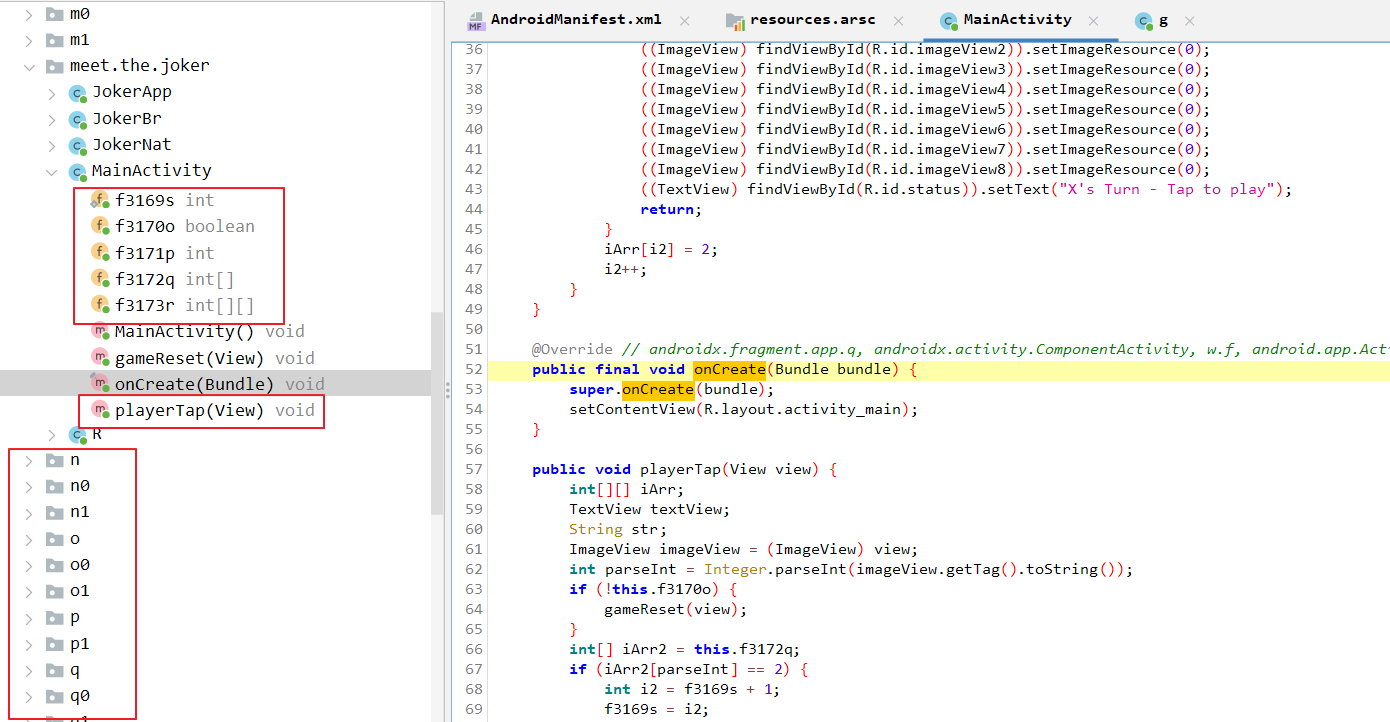 m0
m1
meet.the.joker
JokerApp
JokerBr
JokerNat
MainActivity
f3169s int
f3170o boolean
f3171p int
f3172q int[]
f3173r int[][]
MainActivity() void
gameReset(View) void
onCreate(Bundle) void
playerTap(View) void
R
n
n0
n1
o
o0
o1
p
p1
q
q0
AndroidManifest.xml
resources.arsc
MainActivity
g
36 ((ImageView) findViewById(R.id.imageView2)).setImageResource(0);
37 ((ImageView) findViewById(R.id.imageView3)).setImageResource(0);
38 ((ImageView) findViewById(R.id.imageView4)).setImageResource(0);
39 ((ImageView) findViewById(R.id.imageView5)).setImageResource(0);
40 ((ImageView) findViewById(R.id.imageView6)).setImageResource(0);
41 ((ImageView) findViewById(R.id.imageView7)).setImageResource(0);
42 ((ImageView) findViewById(R.id.imageView8)).setImageResource(0);
43 ((TextView) findViewById(R.id.status)).setText("X's Turn - Tap to play");
44 return;
45 }
46 iArr[i2] = 2;
47 i2++;
48 }
49 }
50
51 @Override // androidx.fragment.app.q, androidx.activity.ComponentActivity, w.f, android.app.Act
52 public final void onCreate(Bundle bundle) {
53 super.onCreate(bundle);
54 setContentView(R.layout.activity_main);
55 }
56
57 public void playerTap(View view) {
58 int[][] iArr;
59 TextView textView;
60 String str;
61 ImageView imageView = (ImageView) view;
62 int parseInt = Integer.parseInt(imageView.getTag().toString());
63 if (!this.f3170o) {
64 gameReset(view);
65 }
66 int[] iArr2 = this.f3172q;
67 if (iArr2[parseInt] == 2) {
68 int i2 = f3169s + 1;
69 f3169s = i2;